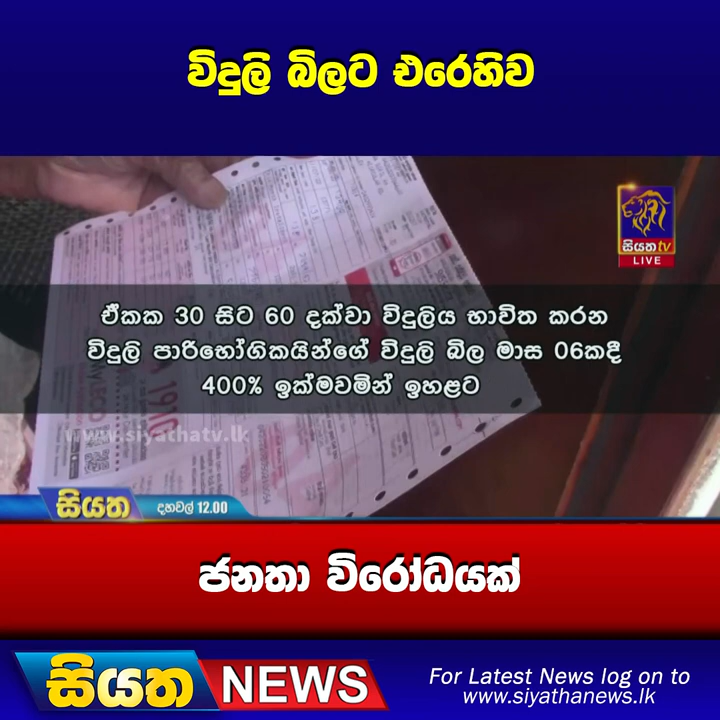 විදුලි බිලට එරෙහිව
සියත tv
LIVE
ඒකක 30 සිට 60 දක්වා විදුලිය භාවිත කරන
විදුලි පාරිභෝගිකයින්ගේ විදුලි බිල මාස 06කදී
400% ඉක්මවමින් ඉහළට
1910
www.siyathatv.lk
සියත දහවල් 12.00
ජනතා විරෝධයක්
සියත NEWS
For Latest News log on to
www.siyathanews.lk